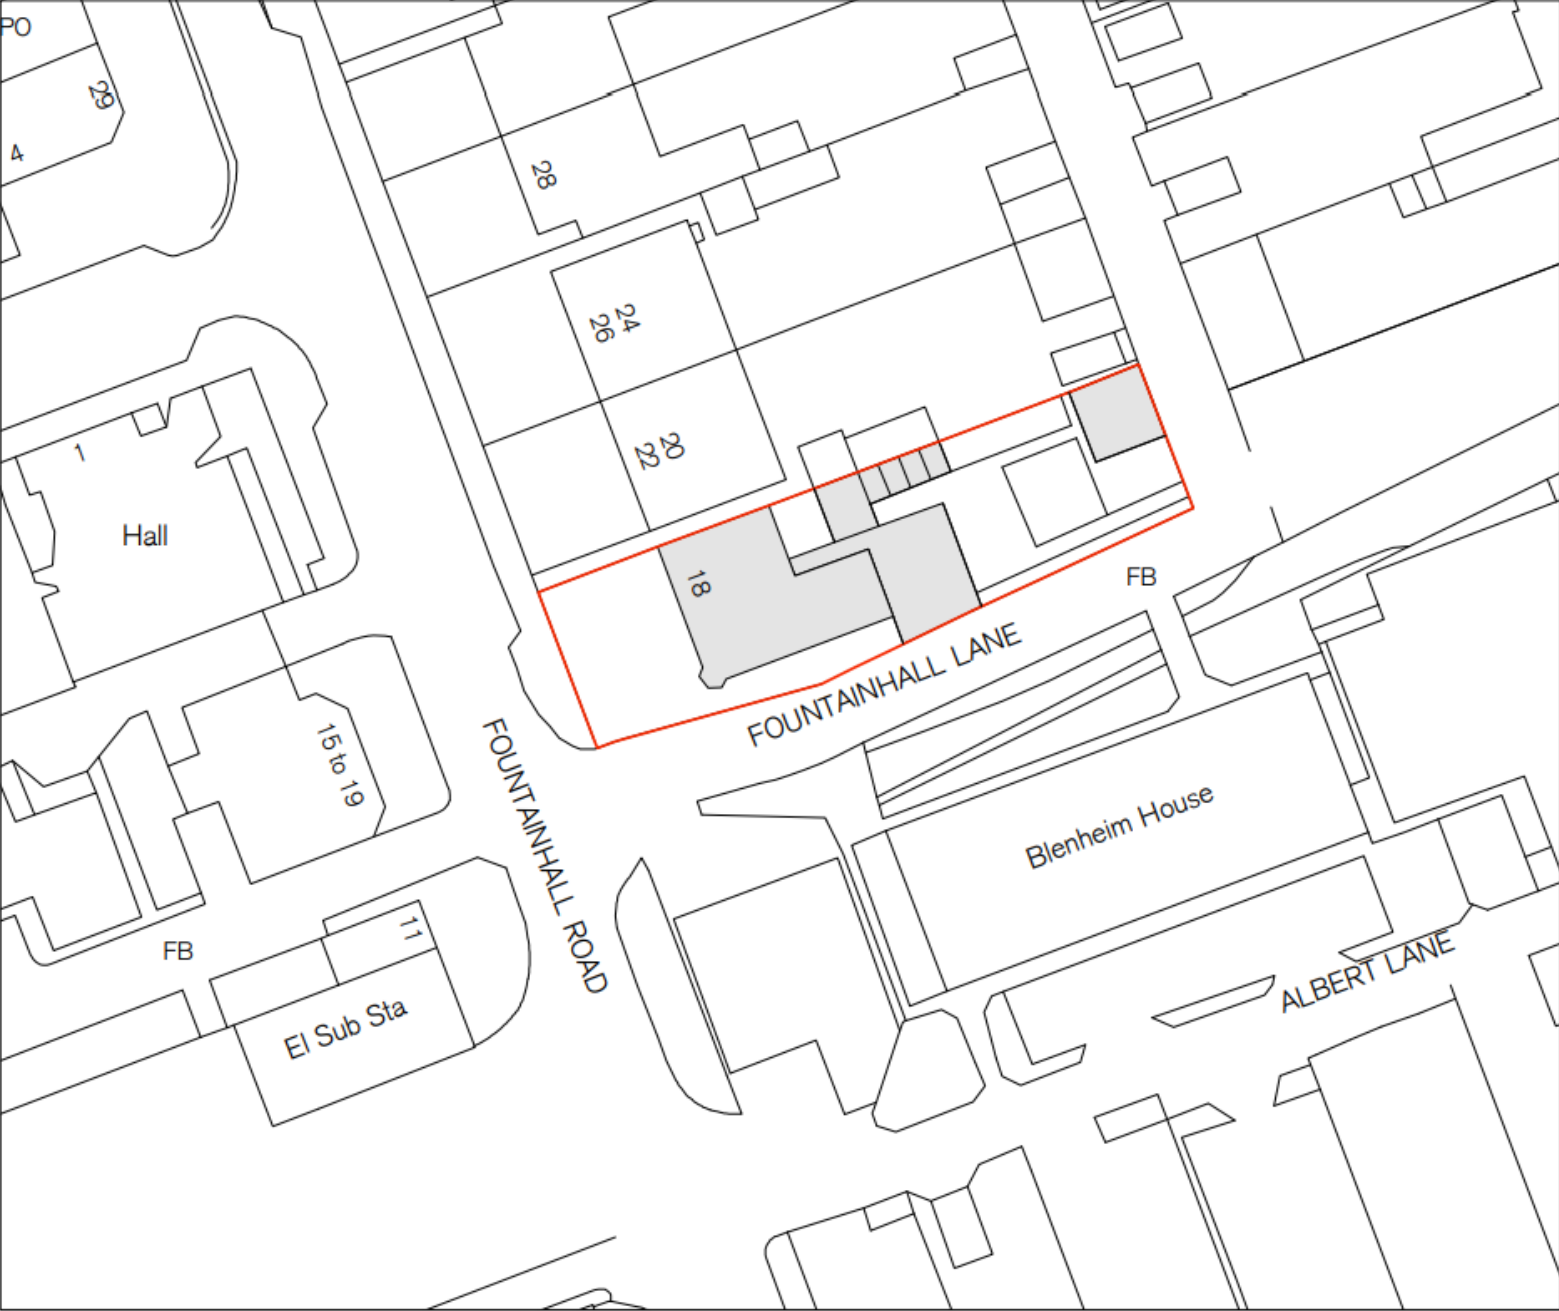 PO
29
4
28
24
26
20
22
1
Hall
18
FB
FOUNTAINHALL LANE
15 to 19
FOUNTAINHALL ROAD
Blenheim House
11
FB
ALBERT LANE
El Sub Sta